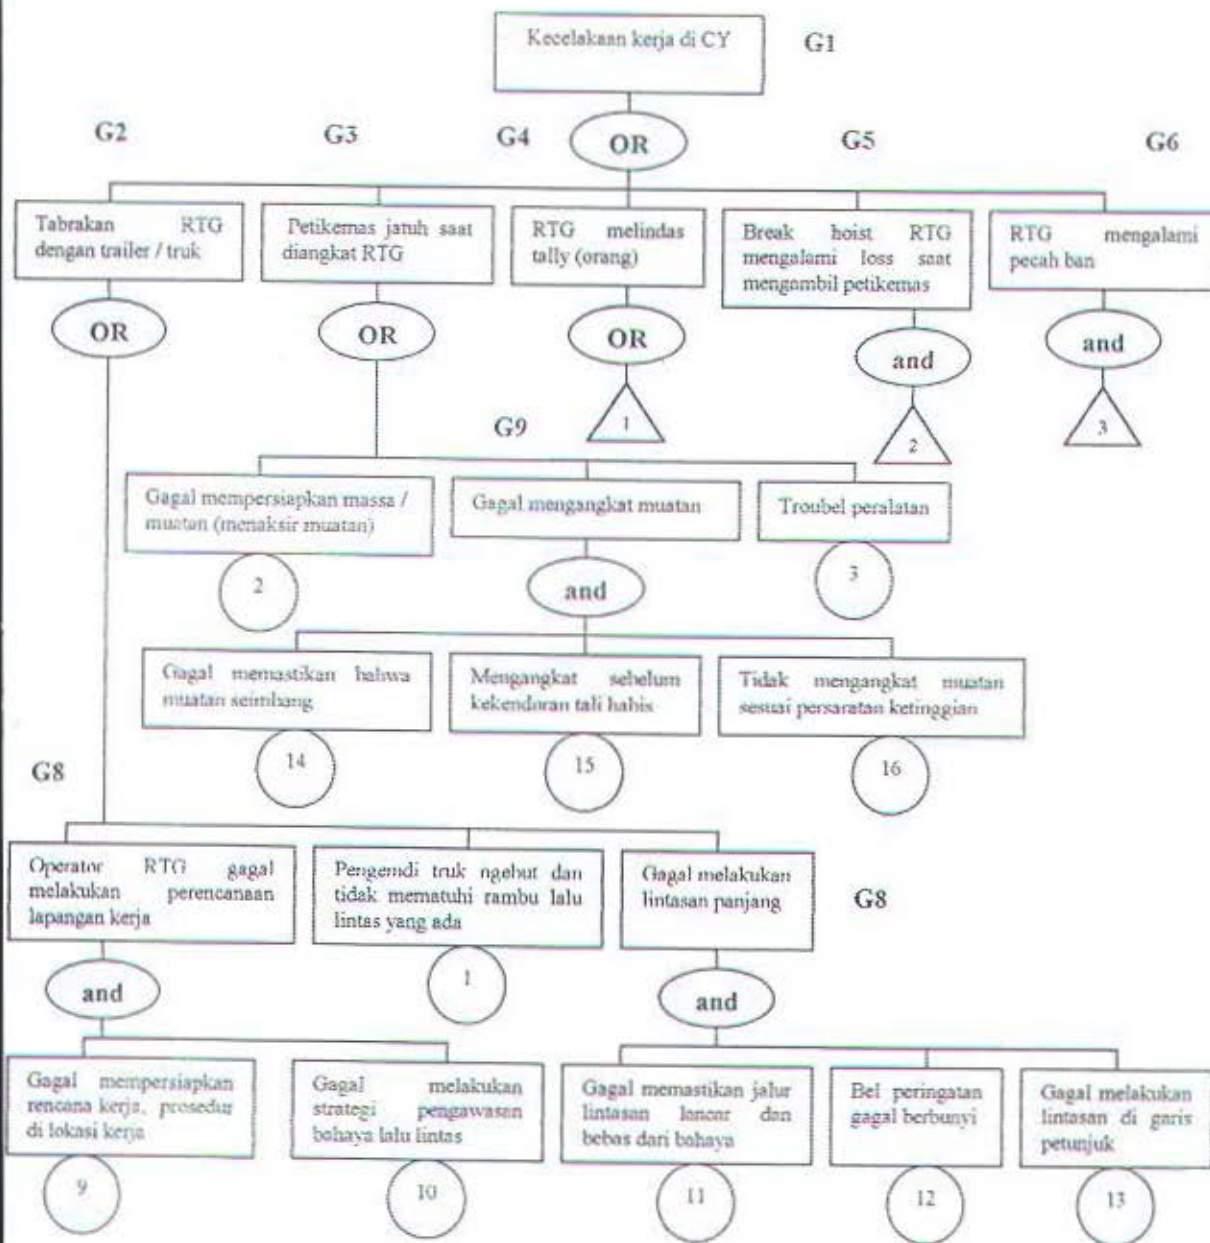 Kecelakaan kerja di CY
G1
OR
G2
G3
G4
G5
G6
Tabrakan RTG
dengan trailer / truk
Petikemas jatuh saat
diangkat RTG
RTG melindas
tally (orang)
Break hoist RTG
mengalami loss saat
mengambil petikemas
RTG mengalami
pecah ban
OR
OR
OR
and
and
1
2
3
G9
Gagal mempersiapkan massa /
muatan (menaksir muatan)
Gagal mengangkat muatan
Troubel peralatan
2
and
3
Gagal memastikan bahwa
muatan seimbang
Mengangkat sebelum
kekenduran tali habis
Tidak mengangkat muatan
sesuai persaratan ketinggian
14
15
16
G8
Operator RTG gagal
melakukan perencanaan
lapangan kerja
Pengemdi truk ngebut dan
tidak mematuhi rambu lalu
lintas yang ada
Gagal melakukan
lintasan panjang
G8
and
1
and
Gagal mempersiapkan
rencana kerja, prosedur
di lokasi kerja
Gagal melakukan
strategi pengawasan
bahaya lalu lintas
Gagal memastikan jalur
lintasan lancar dan
bebas dari bahaya
Bel peringatan
gagal berbunyi
Gagal melakukan
lintasan di garis
petunjuk
9
10
11
12
13